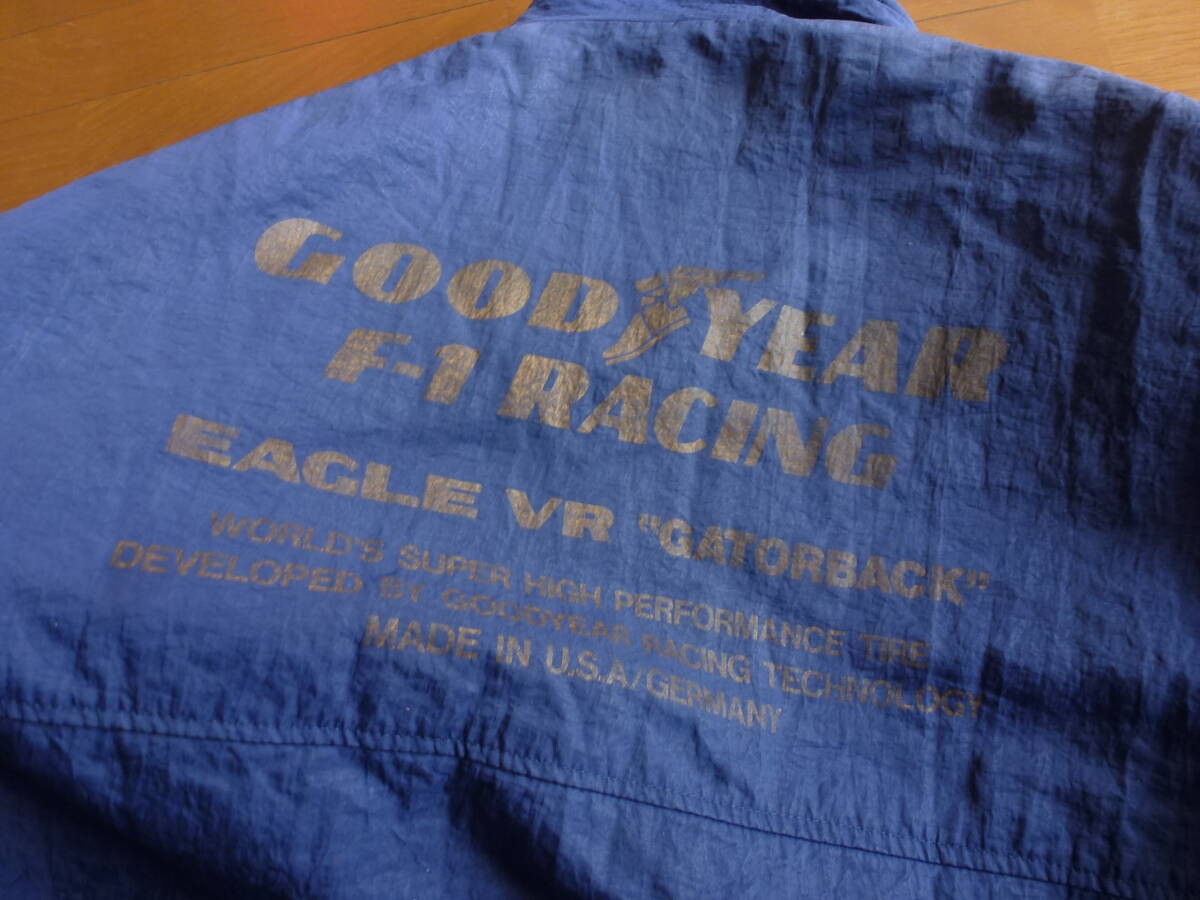 GOODYEAR
F-1 RACING
EAGLE VR "GATORBACK"
WORLD'S SUPER HIGH PERFORMANCE TIRE
DEVELOPED BY GOODYEAR RACING TECHNOLOGY
MADE IN U.S.A/GERMANY